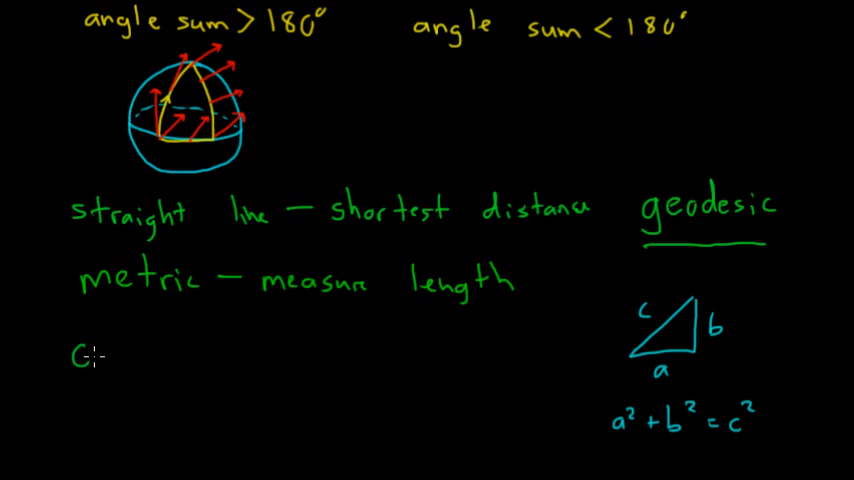 angle sum > 180° angle sum < 180°
straight line – shortest distance geodesic
metric – measure length
c
b
a
C
a² + b² = c²